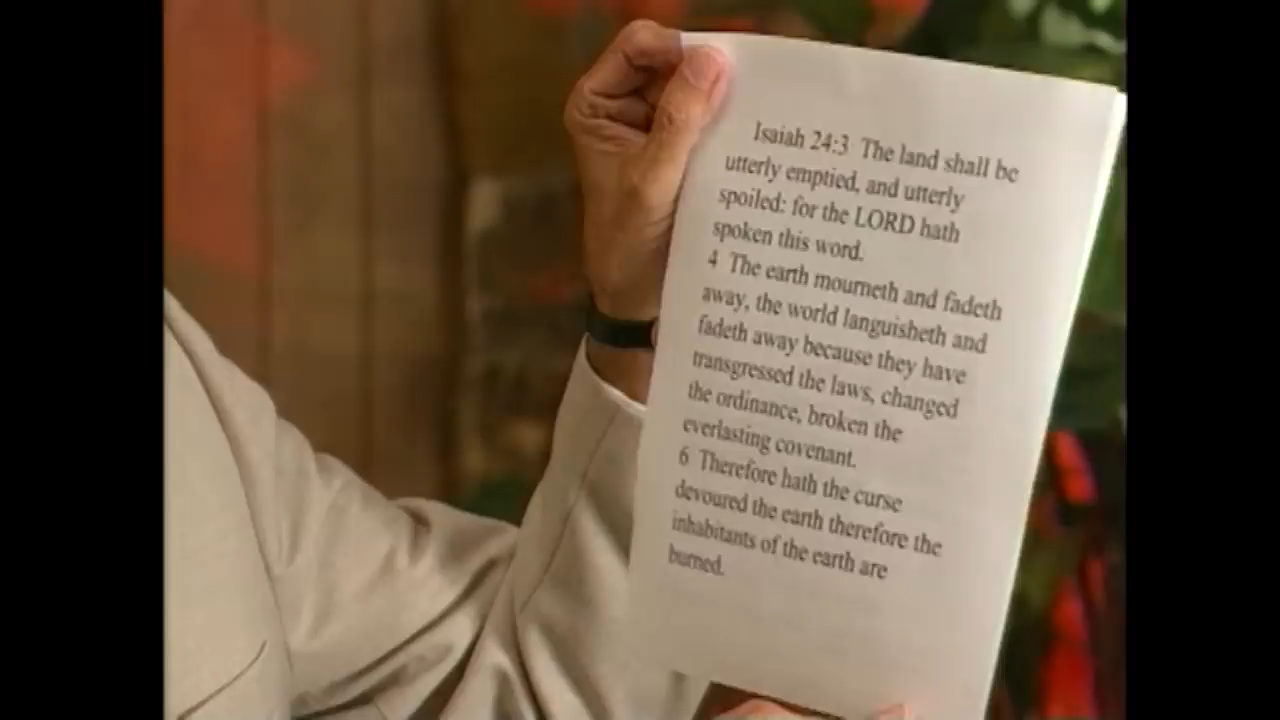 Isaiah 24:3 The land shall be
utterly emptied, and utterly
spoiled: for the LORD hath
spoken this word.
4 The earth mourneth and fadeth
away, the world languisheth and
fadeth away because they have
transgressed the laws, changed
the ordinance, broken the
everlasting covenant.
6 Therefore hath the curse
devoured the earth therefore the
inhabitants of the earth are
burned.